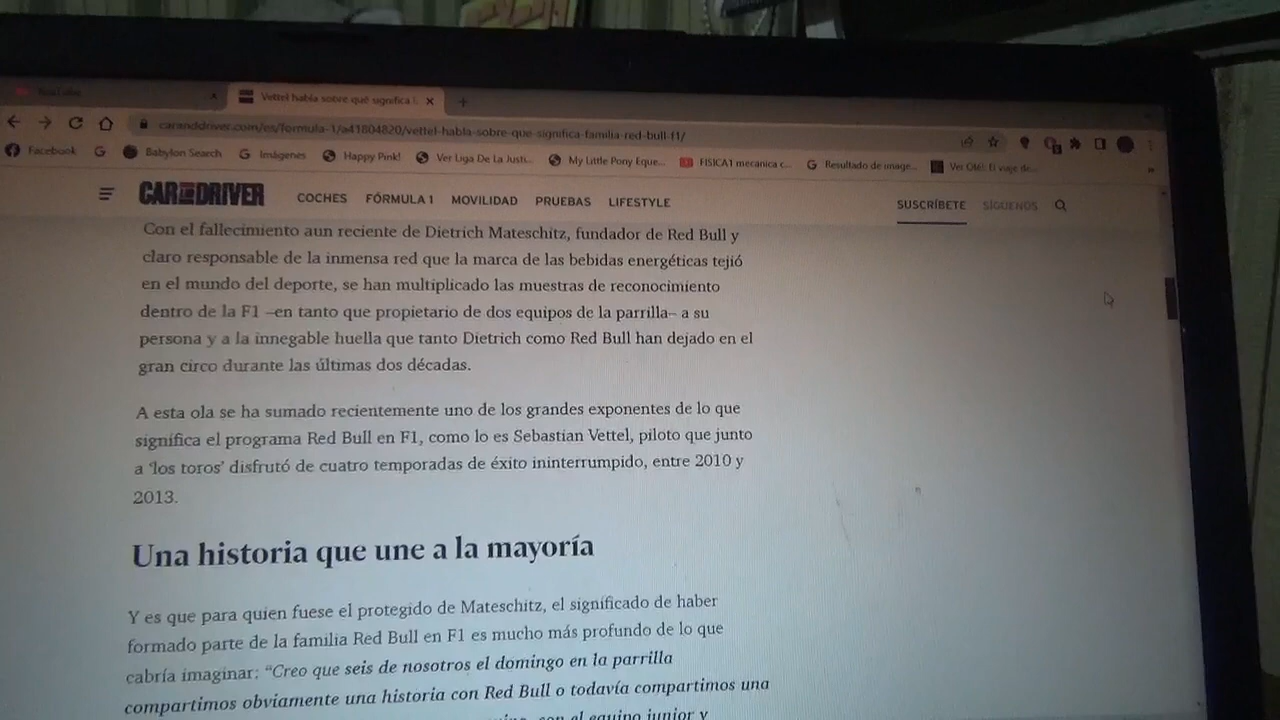 YouTube
Vettel habla sobre qué significa
caranddriver.com/es/formula-1/a41804820/vettel-habla-sobre-que-significa-familia-red-bull-f1/
Facebook Babylon Search Imágenes Happy Pink! Ver Liga De La Justi... My Little Pony Eque... FISICA1 mecanica c... Resultado de image... Ver Olé! El viaje de...
CAR AND DRIVER COCHES FÓRMULA 1 MOVILIDAD PRUEBAS LIFESTYLE SUSCRÍBETE SÍGUENOS
Con el fallecimiento aun reciente de Dietrich Mateschitz, fundador de Red Bull y
claro responsable de la inmensa red que la marca de las bebidas energéticas tejió
en el mundo del deporte, se han multiplicado las muestras de reconocimiento
dentro de la F1 –en tanto que propietario de dos equipos de la parrilla– a su
persona y a la innegable huella que tanto Dietrich como Red Bull han dejado en el
gran circo durante las últimas dos décadas.
A esta ola se ha sumado recientemente uno de los grandes exponentes de lo que
significa el programa Red Bull en F1, como lo es Sebastian Vettel, piloto que junto
a 'los toros' disfrutó de cuatro temporadas de éxito ininterrumpido, entre 2010 y
2013.
Una historia que une a la mayoría
Y es que para quien fuese el protegido de Mateschitz, el significado de haber
formado parte de la familia Red Bull en F1 es mucho más profundo de lo que
cabría imaginar: “Creo que seis de nosotros el domingo en la parrilla
compartimos obviamente una historia con Red Bull o todavía compartimos una
con el equipo junior y